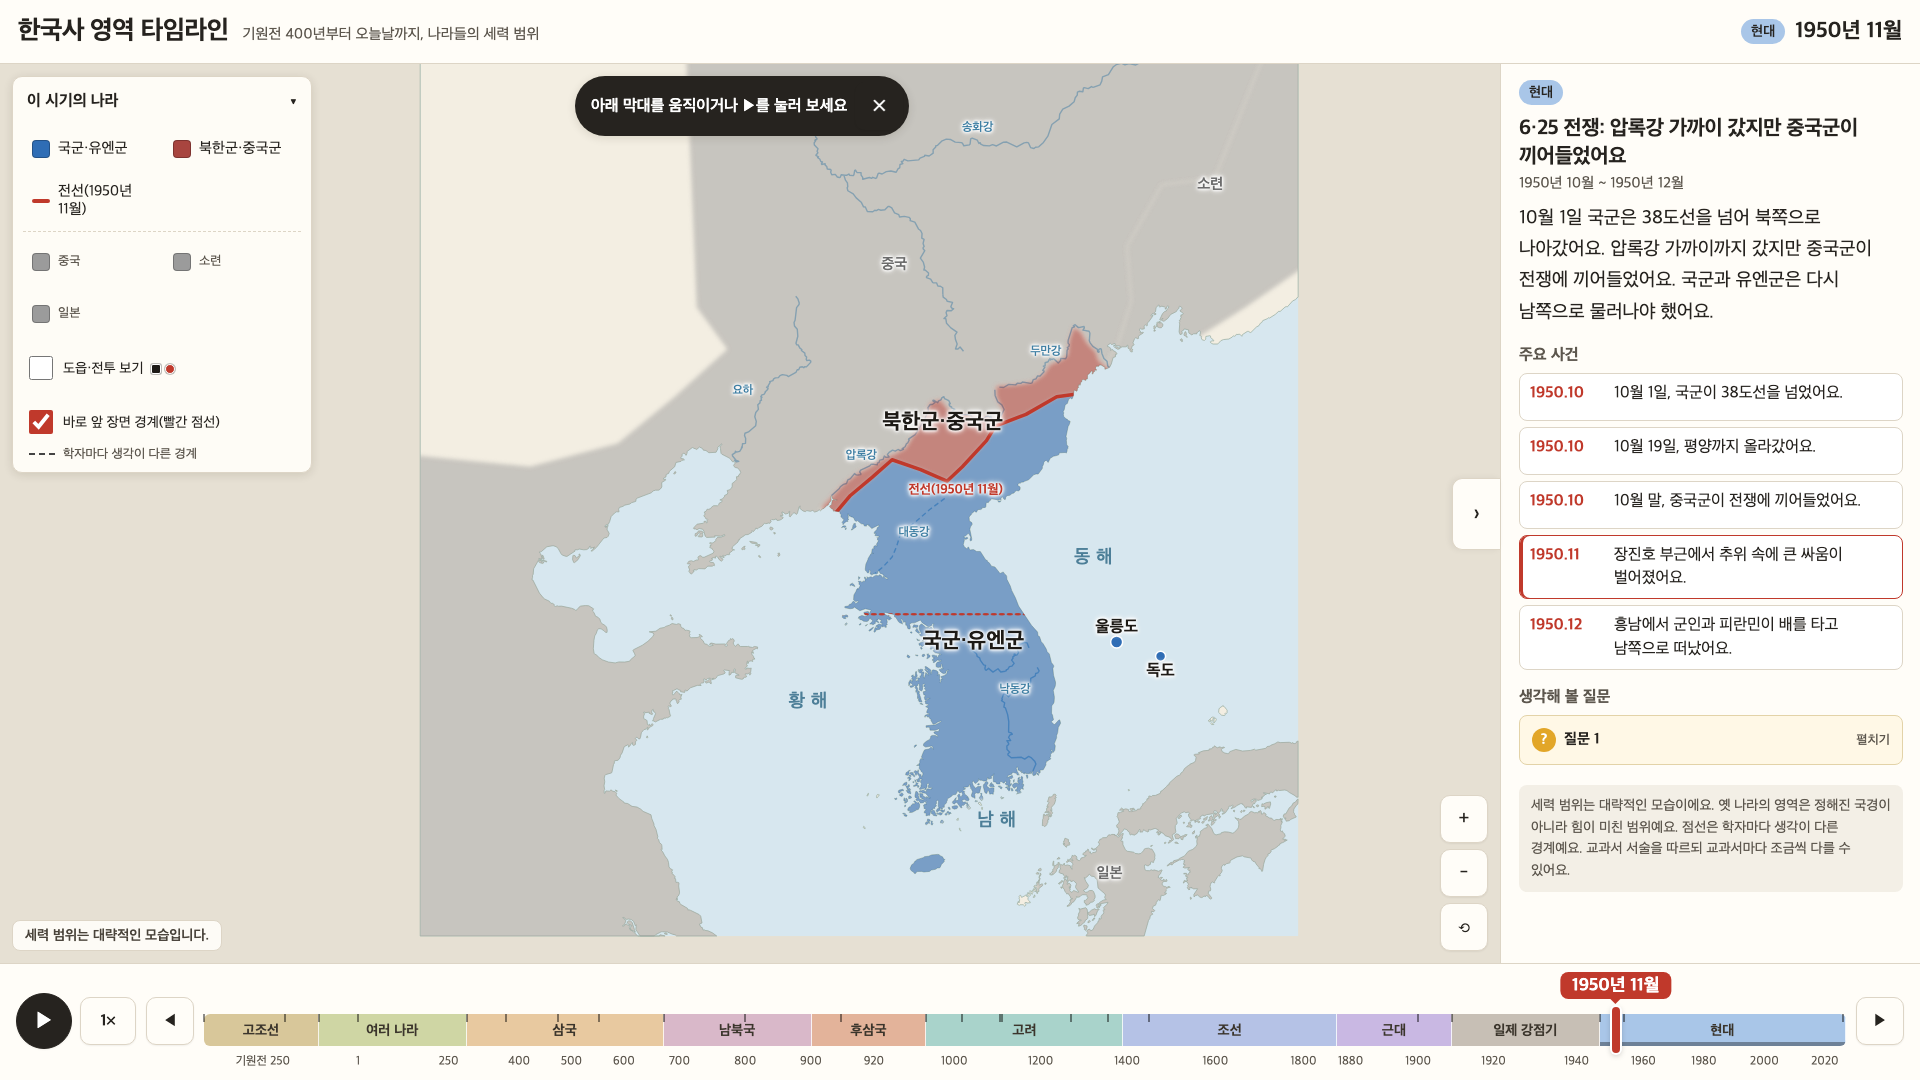 한국사 영역 타임라인
기원전 400년부터 오늘날까지, 나라들의 세력 범위
현대
1950년 11월
이 시기의 나라
▾
국군·유엔군
북한군·중국군
전선(1950년
11월)
중국
소련
일본
도읍·전투 보기
바로 앞 장면 경계(빨간 점선)
학자마다 생각이 다른 경계
아래 막대를 움직이거나 ▶를 눌러 보세요 ✕
송화강
소련
중국
두만강
요하
북한군·중국군
압록강
전선(1950년 11월)
대동강
동 해
울릉도
국군·유엔군
독도
낙동강
황 해
남 해
일본
세력 범위는 대략적인 모습입니다.
›
+
−
⟲
현대
6·25 전쟁: 압록강 가까이 갔지만 중국군이
끼어들었어요
1950년 10월 ~ 1950년 12월
10월 1일 국군은 38도선을 넘어 북쪽으로
나아갔어요. 압록강 가까이까지 갔지만 중국군이
전쟁에 끼어들었어요. 국군과 유엔군은 다시
남쪽으로 물러나야 했어요.
주요 사건
1950.10 10월 1일, 국군이 38도선을 넘었어요.
1950.10 10월 19일, 평양까지 올라갔어요.
1950.10 10월 말, 중국군이 전쟁에 끼어들었어요.
1950.11 장진호 부근에서 추위 속에 큰 싸움이
벌어졌어요.
1950.12 흥남에서 군인과 피란민이 배를 타고
남쪽으로 떠났어요.
생각해 볼 질문
? 질문 1
펼치기
세력 범위는 대략적인 모습이에요. 옛 나라의 영역은 정해진 국경이
아니라 힘이 미친 범위예요. 점선은 학자마다 생각이 다른
경계예요. 교과서 서술을 따르되 교과서마다 조금씩 다를 수
있어요.
1950년 11월
▶ 1× ◀
고조선 여러 나라 삼국 남북국 후삼국 고려 조선 근대 일제 강점기 현대
▶
기원전 250 1 250 400 500 600 700 800 900 920 1000 1200 1400 1600 1800 1880 1900 1920 1940 1960 1980 2000 2020